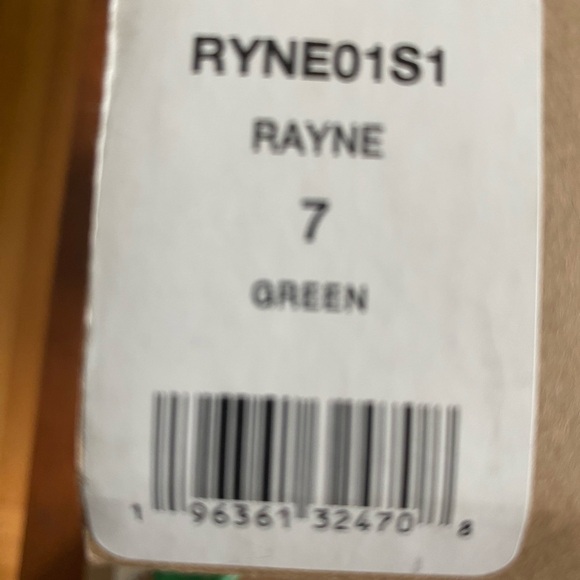 RYNE01S1
RAYNE
7
GREEN
1 96361 32470 8